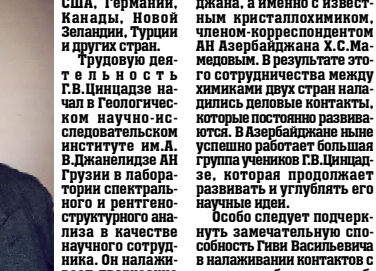 США, Германии,
Канады, Новой
Зеландии, Турции
и других стран.
Трудовую дея-
тельность
Г.В.Цинцадзе на-
чал в Геологичес-
ком научно-ис-
следовательском
институте им.А.
В.Джанелидзе АН
Грузии в лабора-
тории спектраль-
ного и рентгено-
структурного ана-
лиза в качестве
научного сотруд-
ника. Он налажи-
джана, а именно с извест-
ным кристаллохимиком,
членом-корреспондентом
АН Азербайджана Х.С.Ма-
медовым. В результате это-
го сотрудничества между
химиками двух стран нала-
дились деловые контакты,
которые постоянно развива-
ются. В Азербайджане ныне
успешно работает большая
группа учеников Г.В.Цинцад-
зе, которая продолжает
развивать и углублять его
научные идеи.
Особо следует подчерк-
нуть замечательную спо-
собность Гиви Васильевича
в налаживании контактов с